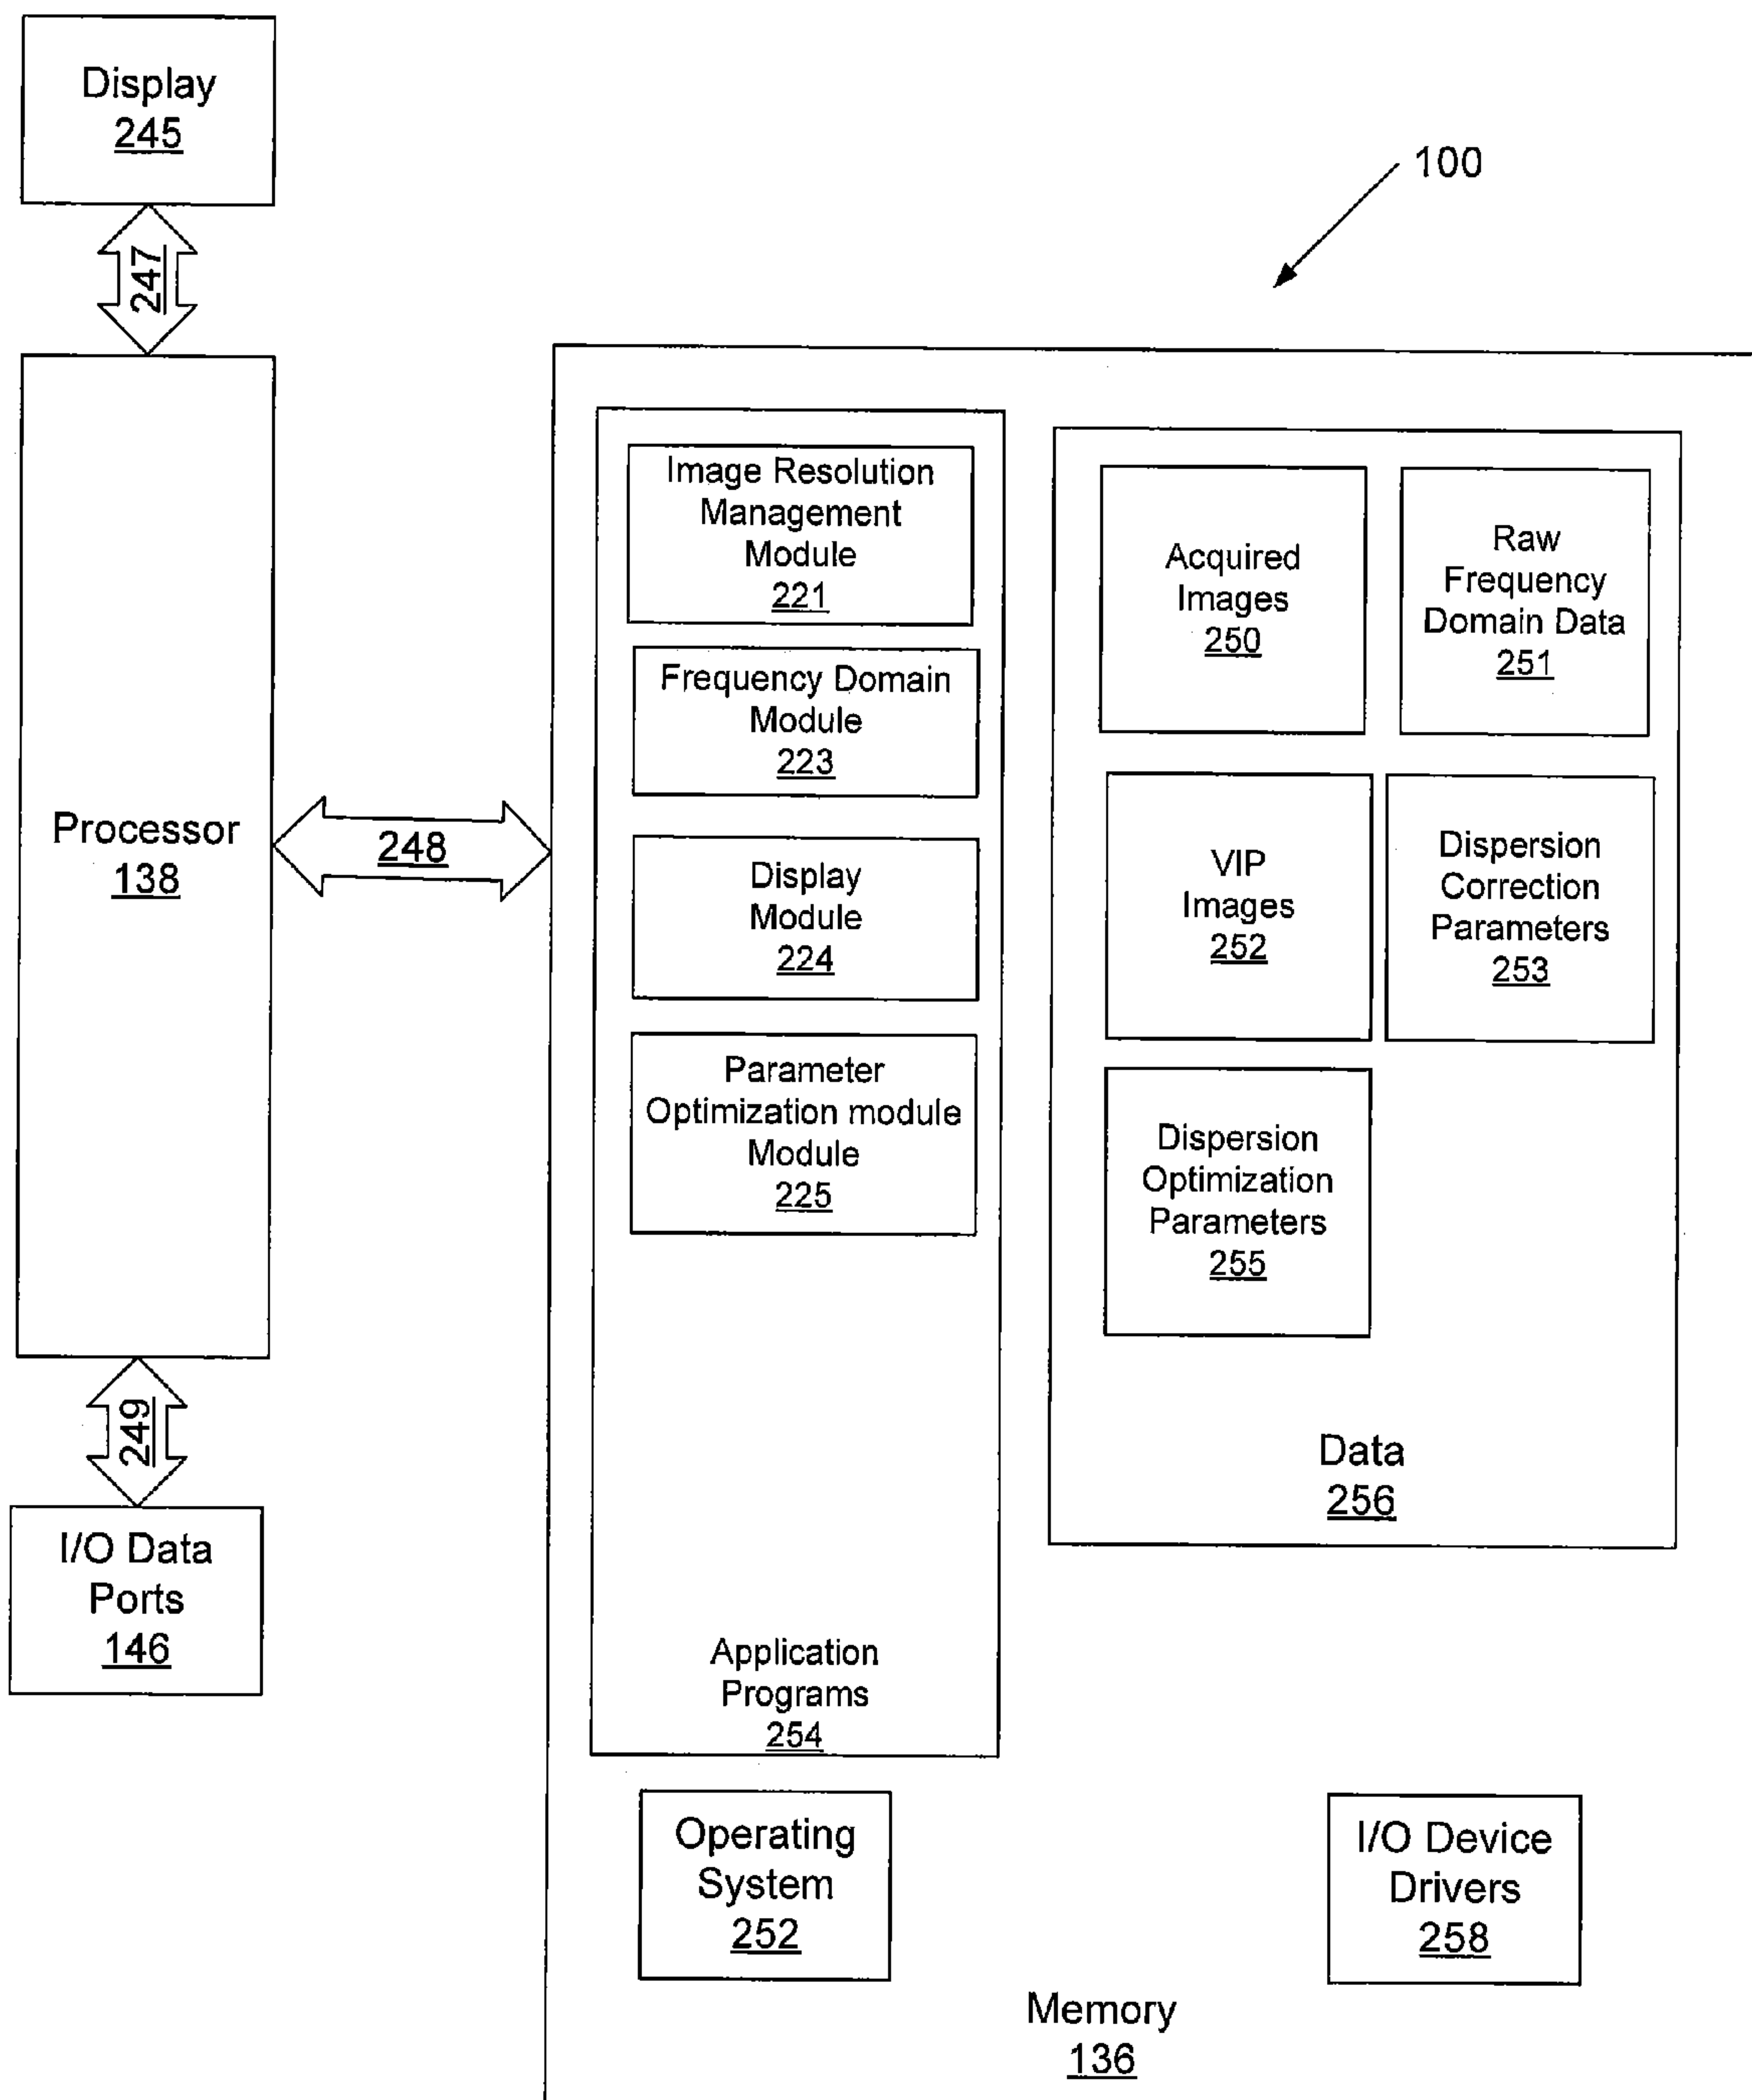 Display
245
100
247
Processor
138
248
249
I/O Data
Ports
146
Image Resolution
Management
Module
221
Frequency Domain
Module
223
Display
Module
224
Parameter
Optimization module
Module
225
Application
Programs
254
Acquired
Images
250
Raw
Frequency
Domain Data
251
VIP
Images
252
Dispersion
Correction
Parameters
253
Dispersion
Optimization
Parameters
255
Data
256
Operating
System
252
I/O Device
Drivers
258
Memory
136